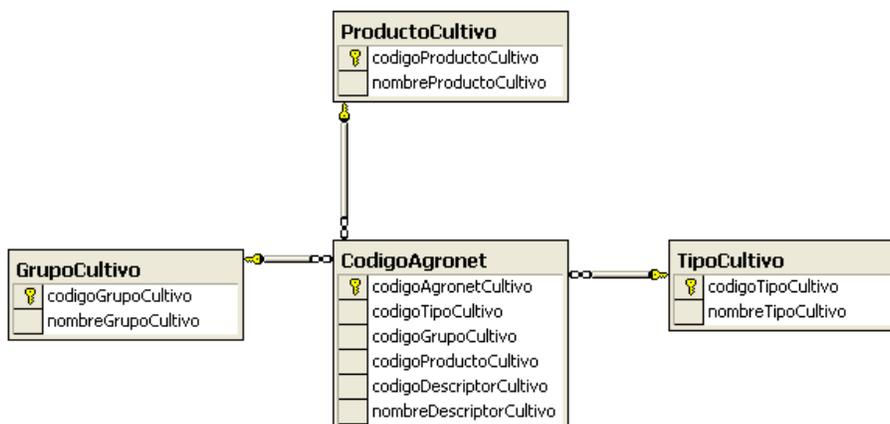 ProductoCultivo
codigoProductoCultivo
nombreProductoCultivo
GrupoCultivo
codigoGrupoCultivo
nombreGrupoCultivo
CodigoAgronet
codigoAgronetCultivo
codigoTipoCultivo
codigoGrupoCultivo
codigoProductoCultivo
codigoDescriptorCultivo
nombreDescriptorCultivo
TipoCultivo
codigoTipoCultivo
nombreTipoCultivo